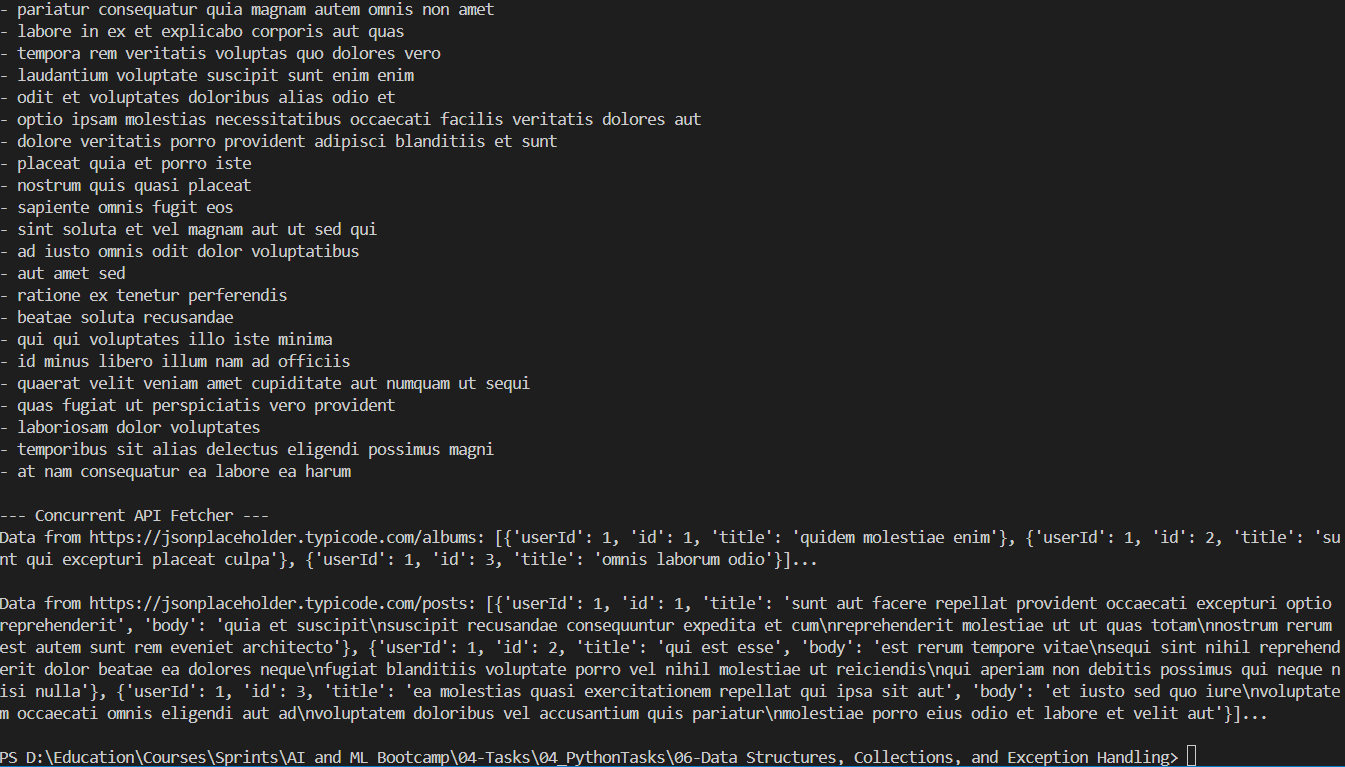 - pariatur consequatur quia magnam autem omnis non amet
- labore in ex et explicabo corporis aut quas
- tempora rem veritatis voluptas quo dolores vero
- laudantium voluptate suscipit sunt enim enim
- odit et voluptates doloribus alias odio et
- optio ipsam molestias necessitatibus occaecati facilis veritatis dolores aut
- dolore veritatis porro provident adipisci blanditiis et sunt
- placeat quia et porro iste
- nostrum quis quasi placeat
- sapiente omnis fugit eos
- sint soluta et vel magnam aut ut sed qui
- ad iusto omnis odit dolor voluptatibus
- aut amet sed
- ratione ex tenetur perferendis
- beatae soluta recusandae
- qui qui voluptates illo iste minima
- id minus libero illum nam ad officiis
- quaerat velit veniam amet cupiditate aut numquam ut sequi
- quas fugiat ut perspiciatis vero provident
- laboriosam dolor voluptates
- temporibus sit alias delectus eligendi possimus magni
- at nam consequatur ea labore ea harum
--- Concurrent API Fetcher ---
Data from https://jsonplaceholder.typicode.com/albums: [{'userId': 1, 'id': 1, 'title': 'quidem molestiae enim'}, {'userId': 1, 'id': 2, 'title': 'su
nt qui excepturi placeat culpa'}, {'userId': 1, 'id': 3, 'title': 'omnis laborum odio'}]...
Data from https://jsonplaceholder.typicode.com/posts: [{'userId': 1, 'id': 1, 'title': 'sunt aut facere repellat provident occaecati excepturi optio
reprehenderit', 'body': 'quia et suscipit\nsuscipit recusandae consequuntur expedita et cum\nreprehenderit molestiae ut ut quas totam\nnostrum rerum
est autem sunt rem eveniet architecto'}, {'userId': 1, 'id': 2, 'title': 'qui est esse', 'body': 'est rerum tempore vitae\nsequi sint nihil reprehend
erit dolor beatae ea dolores neque\nfugiat blanditiis voluptate porro vel nihil molestiae ut reiciendis\nqui aperiam non debitis possimus qui neque n
isi nulla'}, {'userId': 1, 'id': 3, 'title': 'ea molestias quasi exercitationem repellat qui ipsa sit aut', 'body': 'et iusto sed quo iure\nvoluptate
m occaecati omnis eligendi aut ad\nvoluptatem doloribus vel accusantium quis pariatur\nmolestiae porro eius odio et labore et velit aut'}]...
PS D:\Education\Courses\Sprints\AI and ML Bootcamp\04-Tasks\04_PythonTasks\06-Data Structures, Collections, and Exception Handling>